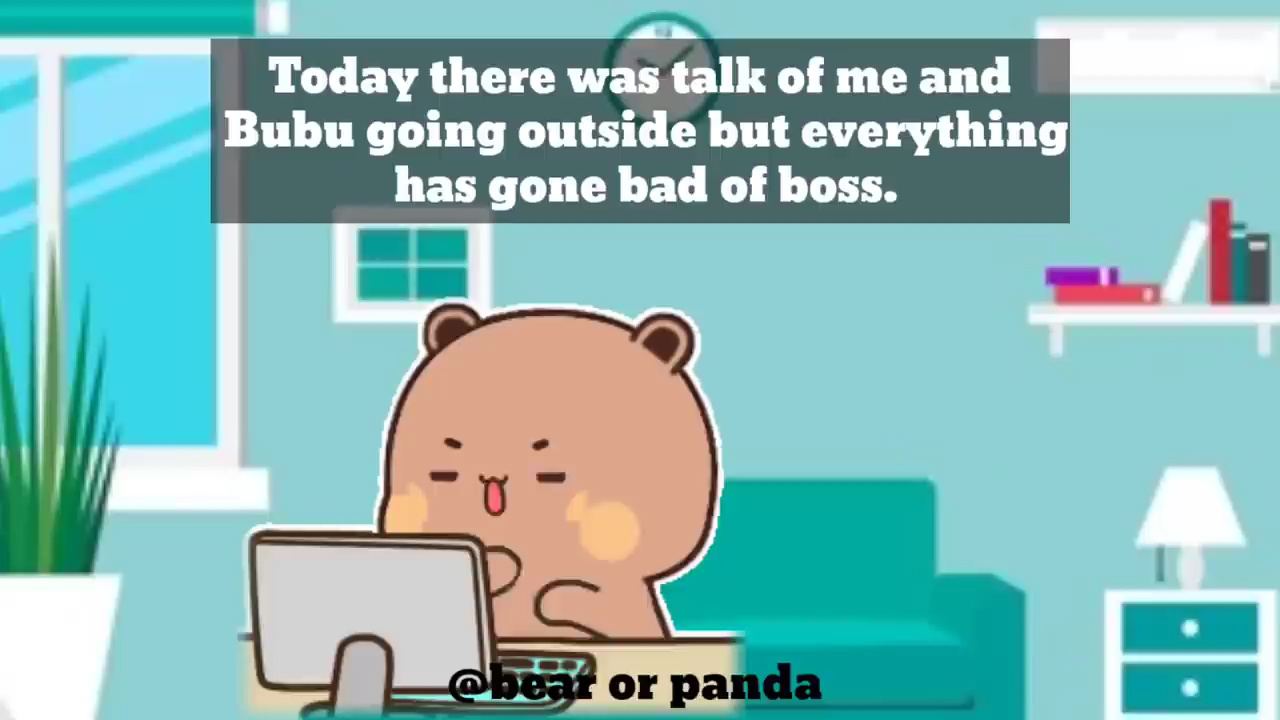 Today there was talk of me and
Bubu going outside but everything
has gone bad of boss.
@bear or panda